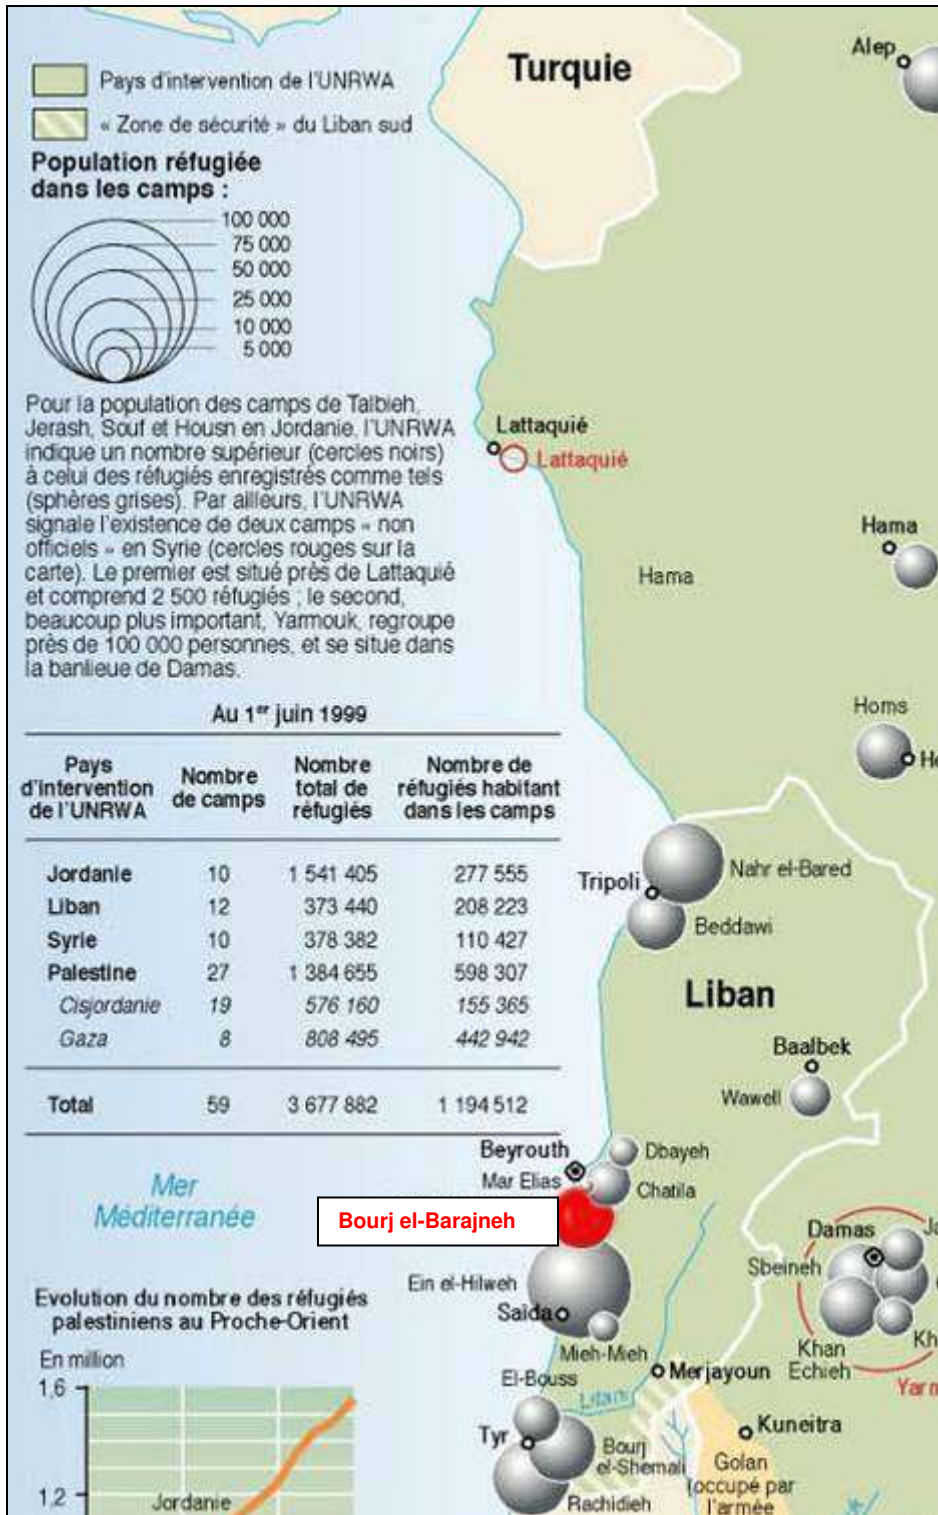 Pays d'intervention de l'UNRWA
« Zone de sécurité » du Liban sud
Population réfugiée
dans les camps :
100 000
75 000
50 000
25 000
10 000
5 000
Pour la population des camps de Talbieh,
Jerash, Souf et Housn en Jordanie, l'UNRWA
indique un nombre supérieur (cercles noirs)
à celui des réfugiés enregistrés comme tels
(sphères grises). Par ailleurs, l'UNRWA
signale l'existence de deux camps « non
officiels » en Syrie (cercles rouges sur la
carte). Le premier est situé près de Lattaquié
et comprend 2 500 réfugiés ; le second,
beaucoup plus important, Yarmouk, regroupe
près de 100 000 personnes, et se situe dans
la banlieue de Damas.
Au 1er juin 1999
Pays d'intervention de l'UNRWA Nombre de camps Nombre total de réfugiés Nombre de réfugiés habitant dans les camps
Jordanie 10 1 541 405 277 555
Liban 12 373 440 208 223
Syrie 10 378 382 110 427
Palestine 27 1 384 655 598 307
Cisjordanie 19 576 160 155 365
Gaza 8 808 495 442 942
Total 59 3 677 882 1 194 512
Mer
Méditerranée
Evolution du nombre des réfugiés
palestiniens au Proche-Orient
En million
1,6
1,2
Jordanie
Turquie
Alep
Lattaquié
Lattaquié
Hama
Hama
Homs
Tripoli
Nahr el-Bared
Beddawi
Liban
Baalbek
Wawell
Beyrouth
Dbayeh
Mar Elias
Chatila
Bourj el-Barajneh
Damas
Sbeineh
Ein el-Hilweh
Saida
Mieh-Mieh
Khan
Echieh
El-Bouss
Merjayoun
Litani
Kuneitra
Tyr
Bourj
el-Shemali
Golan
(occupé par
l'armée
Rachidieh